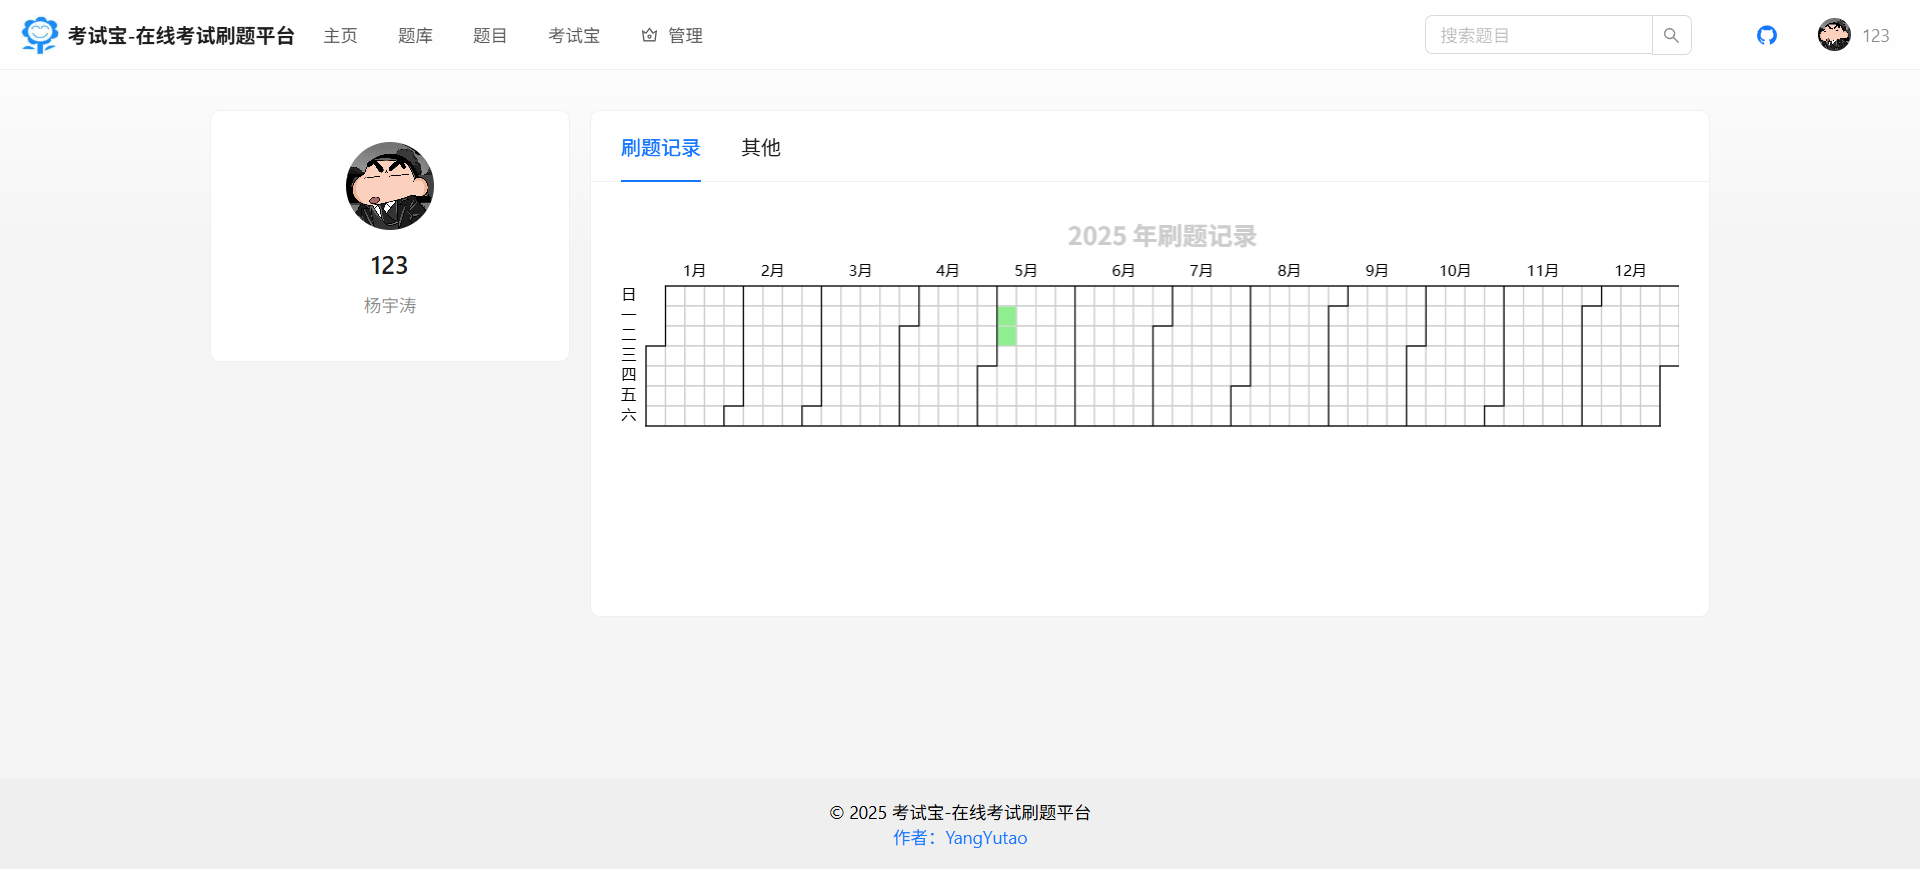 考试宝-在线考试刷题平台 主页 题库 题目 考试宝 管理 搜索题目 123
123
杨宇涛
刷题记录 其他
2025 年刷题记录
1月 2月 3月 4月 5月 6月 7月 8月 9月 10月 11月 12月
日
一
二
三
四
五
六
© 2025 考试宝-在线考试刷题平台
作者：YangYutao